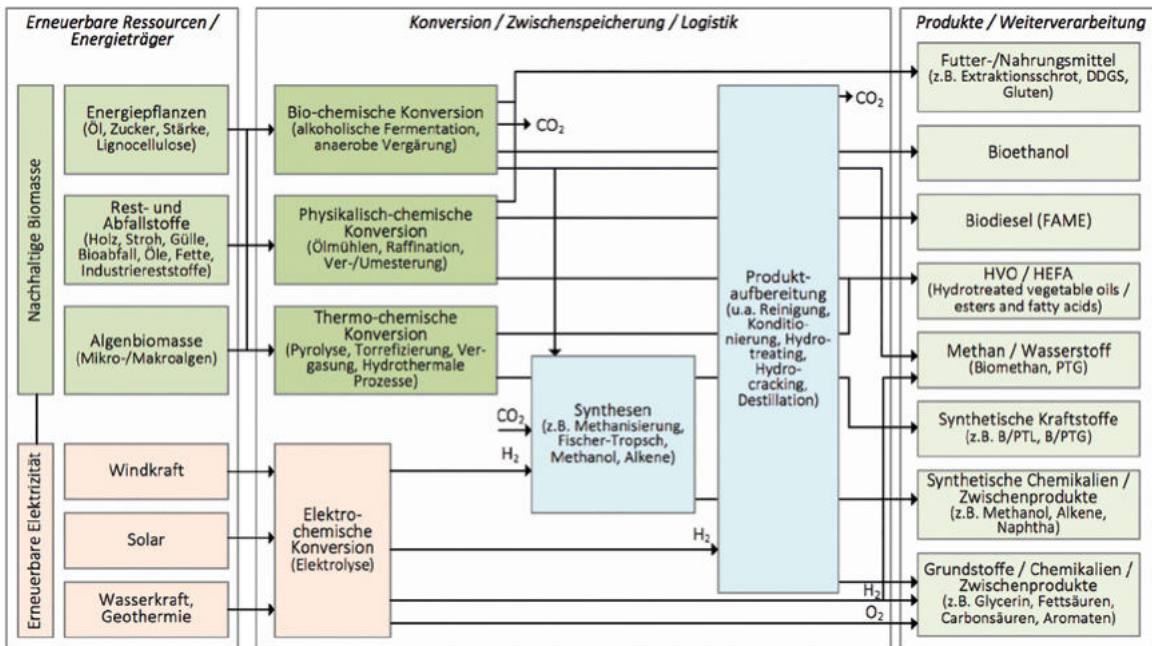 Erneuerbare Ressourcen /
Energieträger
Konversion / Zwischenspeicherung / Logistik
Produkte / Weiterverarbeitung
Nachhaltige Biomasse
Energiepflanzen
(Öl, Zucker, Stärke,
Lignocellulose)
Rest- und
Abfallstoffe
(Holz, Stroh, Gülle,
Bioabfall, Öle, Fette,
Industriereststoffe)
Algenbiomasse
(Mikro-/Makroalgen)
Erneuerbare Elektrizität
Windkraft
Solar
Wasserkraft,
Geothermie
Bio-chemische Konversion
(alkoholische Fermentation,
anaerobe Vergärung)
CO₂
Physikalisch-chemische
Konversion
(Ölmühlen, Raffination,
Ver-/Umesterung)
Thermo-chemische
Konversion
(Pyrolyse, Torrefizierung, Ver-
gasung, Hydrothermale
Prozesse)
Elektro-
chemische
Konversion
(Elektrolyse)
CO₂
H₂
Synthesen
(z.B. Methanisierung,
Fischer-Tropsch,
Methanol, Alkene)
H₂
Produkt-
aufbereitung
(u.a. Reinigung,
Konditio-
nierung, Hydro-
treating,
Hydro-
cracking,
Destillation)
CO₂
H₂
O₂
Futter-/Nahrungsmittel
(z.B. Extraktionsschrot, DDGS,
Gluten)
Bioethanol
Biodiesel (FAME)
HVO / HEFA
(Hydrotreated vegetable oils /
esters and fatty acids)
Methan / Wasserstoff
(Biomethan, PTG)
Synthetische Kraftstoffe
(z.B. B/PTL, B/PTG)
Synthetische Chemikalien /
Zwischenprodukte
(z.B. Methanol, Alkene,
Naphtha)
Grundstoffe / Chemikalien /
Zwischenprodukte
(z.B. Glycerin, Fettsäuren,
Carbonsäuren, Aromaten)